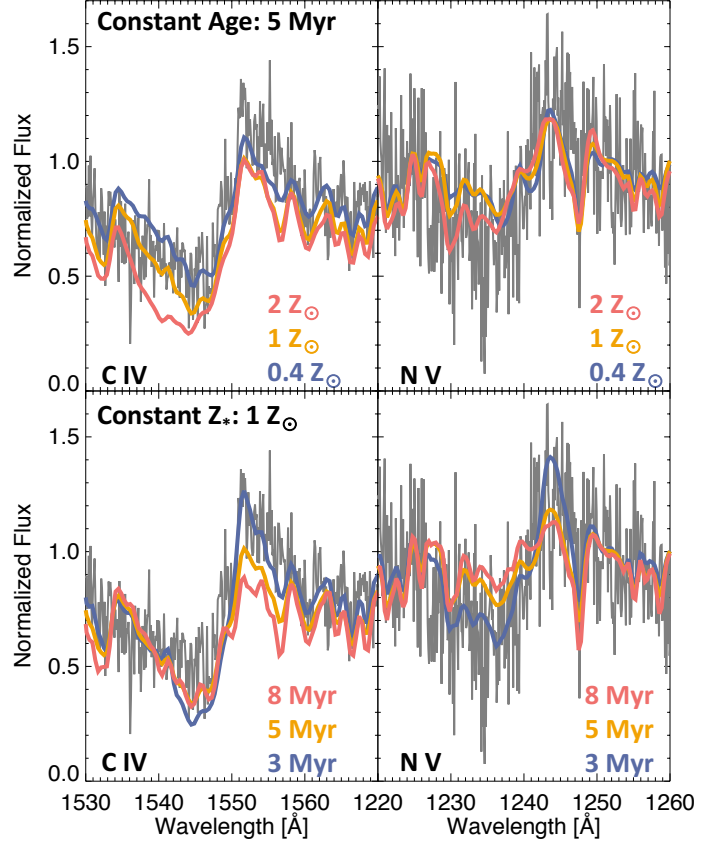 Constant Age: 5 Myr
Normalized Flux
1.5
1.0
0.5
0.0
2 Z☉
1 Z☉
0.4 Z☉
C IV
2 Z☉
1 Z☉
0.4 Z☉
N V
Constant Z*: 1 Z☉
Normalized Flux
1.5
1.0
0.5
0.0
8 Myr
5 Myr
3 Myr
C IV
8 Myr
5 Myr
3 Myr
N V
1530 1540 1550 1560 1220 1230 1240 1250 1260
Wavelength [Å] Wavelength [Å]